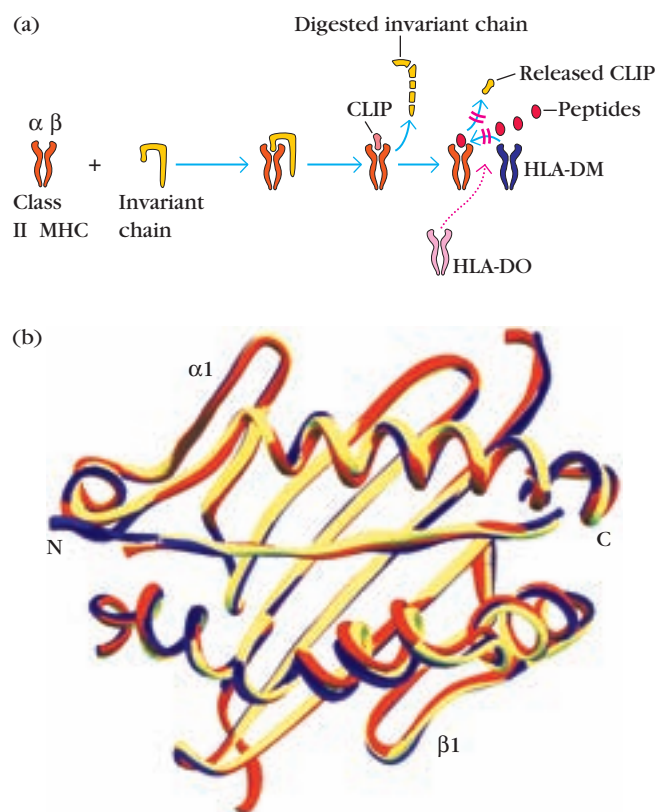 (a)
Digested invariant chain
Released CLIP
Peptides
CLIP
α β
+
HLA-DM
Class
II MHC
Invariant
chain
HLA-DO
(b)
α1
N
C
β1